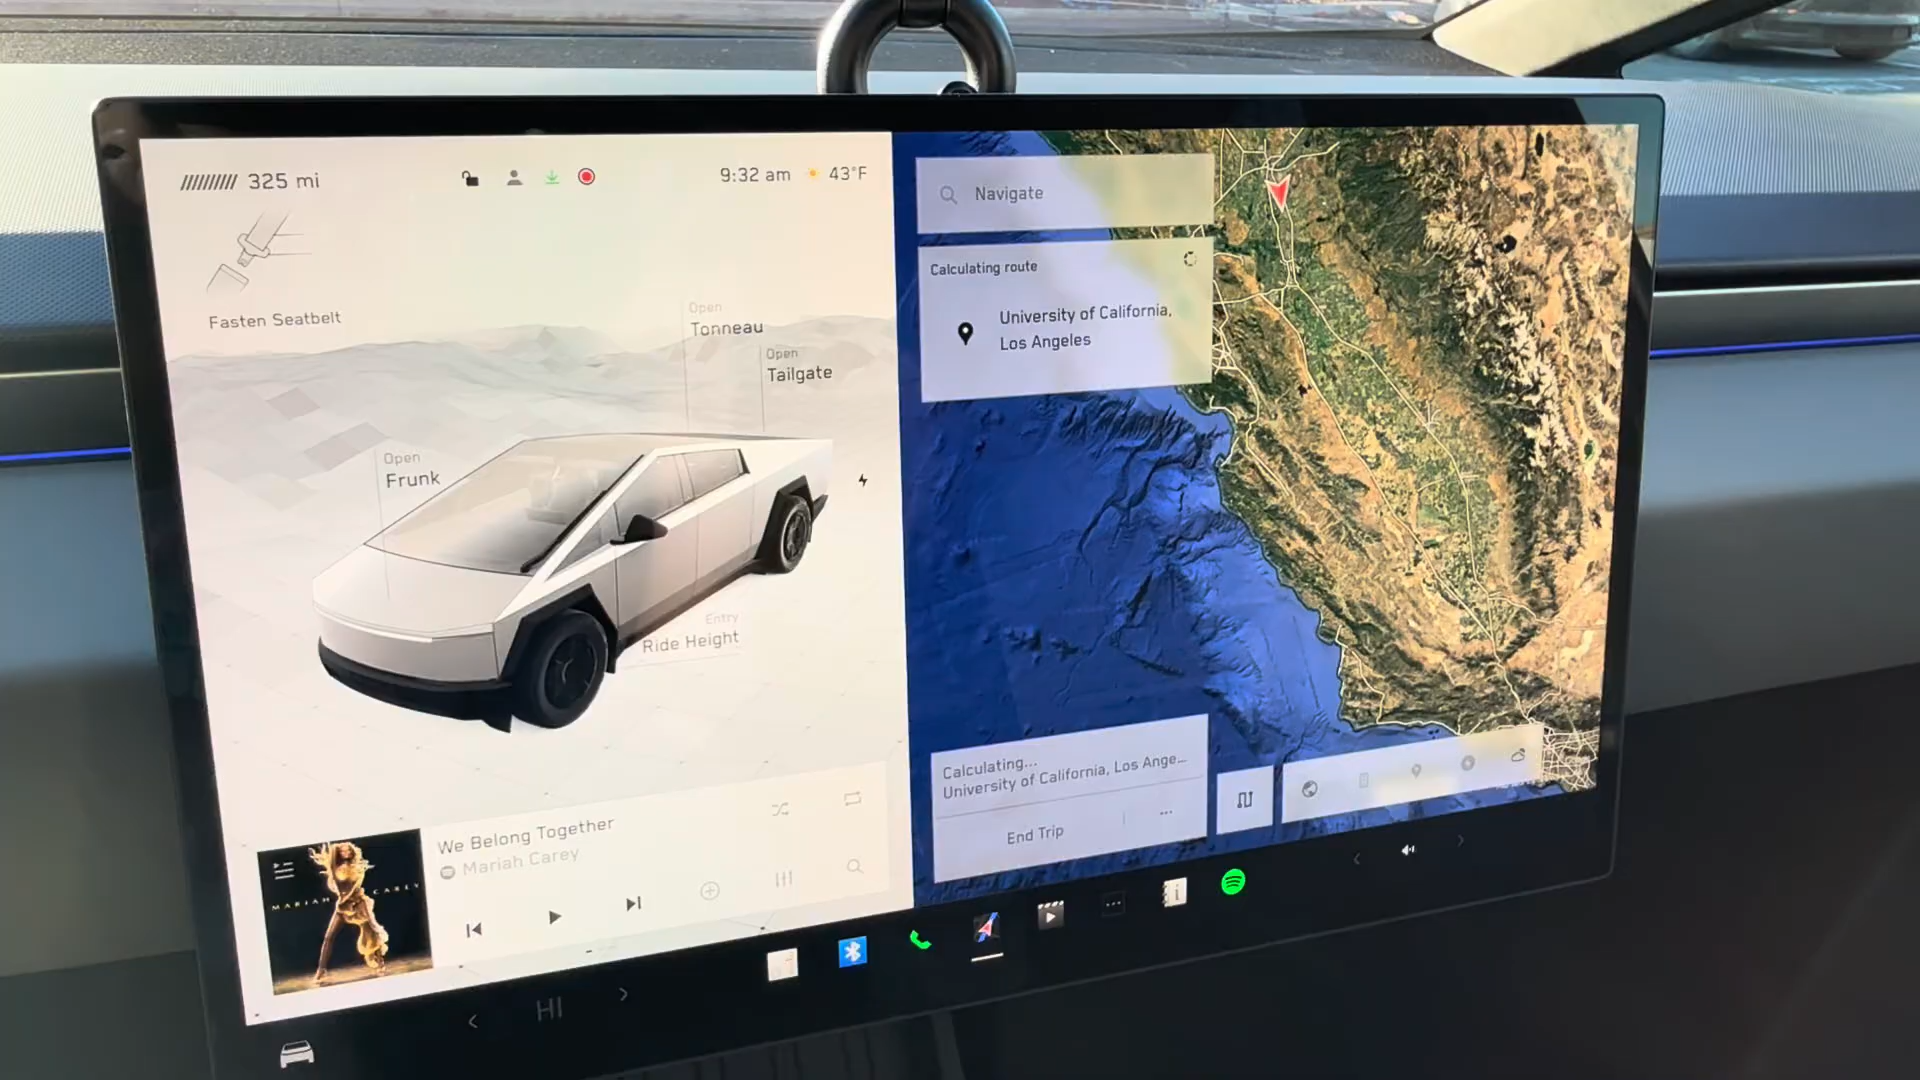 325 mi
9:32 am
43°F
Fasten Seatbelt
Open
Tonneau
Open
Tailgate
Open
Frunk
Entry
Ride Height
We Belong Together
Mariah Carey
MARIAH CAREY
HI
Navigate
Calculating route
University of California,
Los Angeles
Calculating...
University of California, Los Ange...
End Trip
...